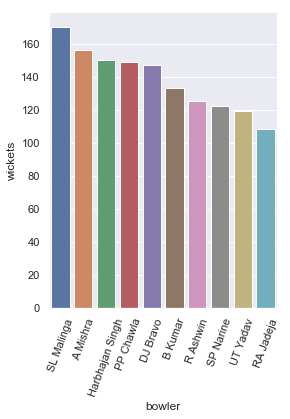 160
140
120
100
80
60
40
20
0
wickets
SL Malinga
A Mishra
Harbhajan Singh
PP Chawla
DJ Bravo
B Kumar
R Ashwin
SP Narine
UT Yadav
RA Jadeja
bowler